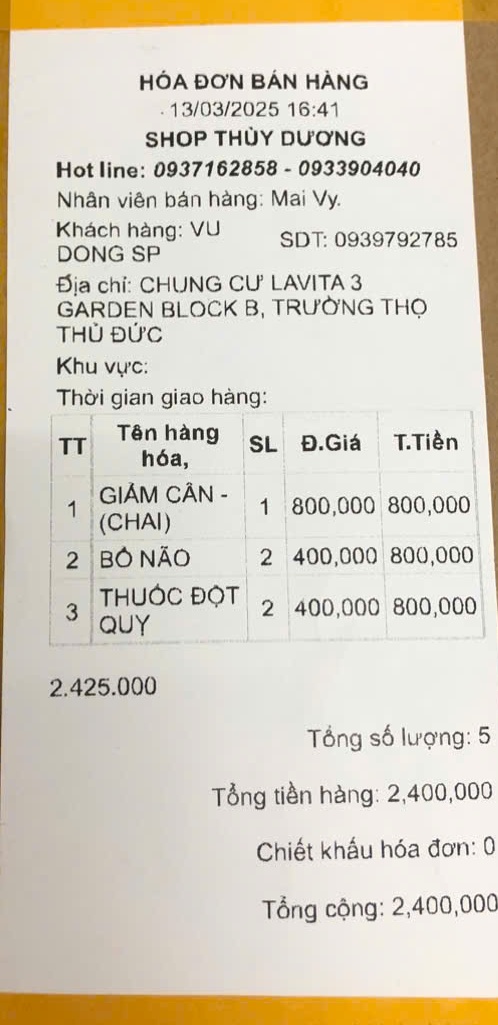 HÓA ĐƠN BÁN HÀNG
13/03/2025 16:41
SHOP THÙY DƯƠNG
Hot line: 0937162858 - 0933904040
Nhân viên bán hàng: Mai Vy.
Khách hàng: VU DONG SP
SDT: 0939792785
Địa chỉ: CHUNG CƯ LAVITA 3
GARDEN BLOCK B, TRƯỜNG THỌ
THỦ ĐỨC
Khu vực:
Thời gian giao hàng:
TT Tên hàng hóa, SL Đ.Giá T.Tiền
1 GIẢM CÂN - (CHAI) 1 800,000 800,000
2 BỔ NÃO 2 400,000 800,000
3 THUỐC ĐỘT QUỴ 2 400,000 800,000
2.425.000
Tổng số lượng: 5
Tổng tiền hàng: 2,400,000
Chiết khấu hóa đơn: 0
Tổng cộng: 2,400,000